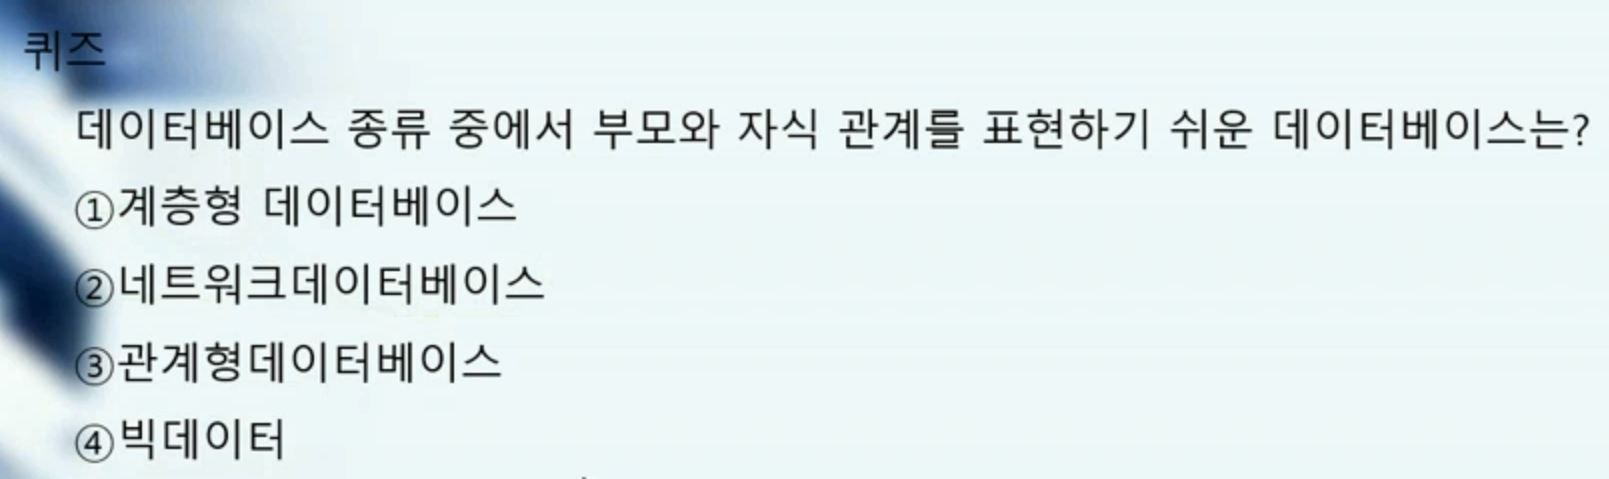 퀴즈
데이터베이스 종류 중에서 부모와 자식 관계를 표현하기 쉬운 데이터베이스는?
①계층형 데이터베이스
②네트워크데이터베이스
③관계형데이터베이스
④빅데이터